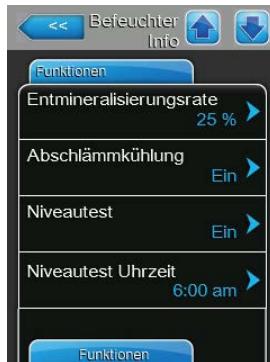 <<
Befeuchter
Info
Funktionen
Entmineralisierungsrate
25 %
Abschlämmkühlung
Ein
Niveautest
Ein
Niveautest Uhrzeit
6:00 am
Funktionen